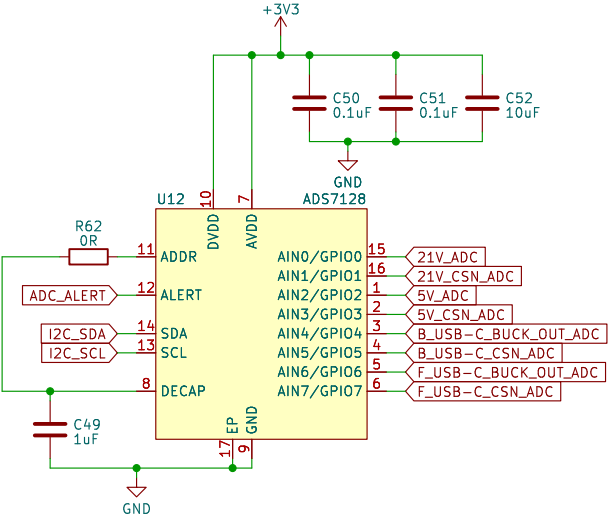 +3V3
C50
0.1uF
C51
0.1uF
C52
10uF
GND
U12
ADS7128
10
7
DVDD
AVDD
R62
0R
11
ADDR
AIN0/GPIO0
15
21V_ADC
AIN1/GPIO1
16
21V_CSN_ADC
ADC_ALERT
12
ALERT
AIN2/GPIO2
1
5V_ADC
AIN3/GPIO3
2
5V_CSN_ADC
I2C_SDA
14
SDA
AIN4/GPIO4
3
B_USB-C_BUCK_OUT_ADC
I2C_SCL
13
SCL
AIN5/GPIO5
4
B_USB-C_CSN_ADC
AIN6/GPIO6
5
F_USB-C_BUCK_OUT_ADC
8
DECAP
AIN7/GPIO7
6
F_USB-C_CSN_ADC
C49
1uF
EP
GND
17
9
GND